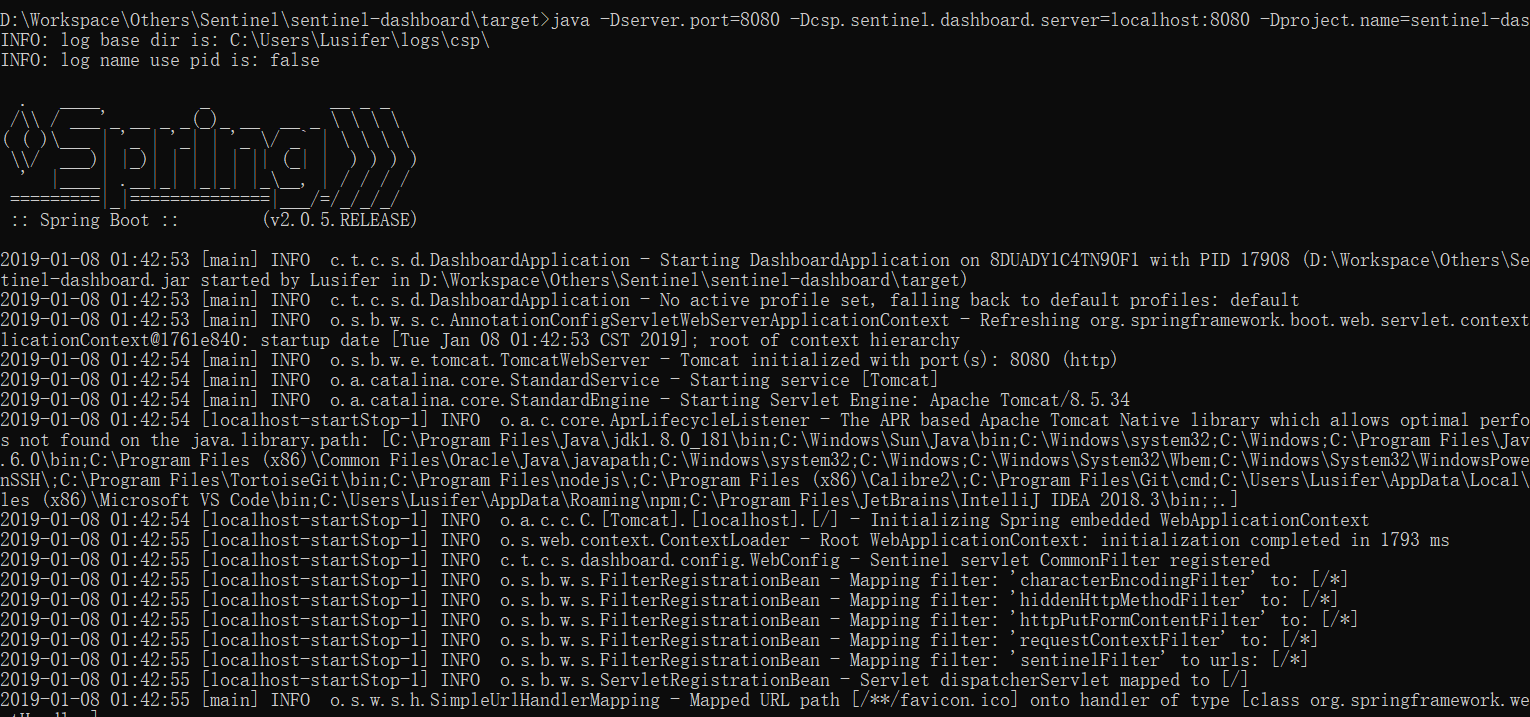 D:\Workspace\Others\Sentinel\sentinel-dashboard\target>java -Dserver.port=8080 -Dcsp.sentinel.dashboard.server=localhost:8080 -Dproject.name=sentinel-das
INFO: log base dir is: C:\Users\Lusifer\logs\csp\
INFO: log name use pid is: false
Spring
:: Spring Boot ::        (v2.0.5.RELEASE)
2019-01-08 01:42:53 [main] INFO  c.t.c.s.d.DashboardApplication - Starting DashboardApplication on 8DUADY1C4TN9OF1 with PID 17908 (D:\Workspace\Others\Se
tinel-dashboard.jar started by Lusifer in D:\Workspace\Others\Sentinel\sentinel-dashboard\target)
2019-01-08 01:42:53 [main] INFO  c.t.c.s.d.DashboardApplication - No active profile set, falling back to default profiles: default
2019-01-08 01:42:53 [main] INFO  o.s.b.w.s.c.AnnotationConfigServletWebServerApplicationContext - Refreshing org.springframework.boot.web.servlet.context
licationContext@1761e840: startup date [Tue Jan 08 01:42:53 CST 2019]; root of context hierarchy
2019-01-08 01:42:54 [main] INFO  o.s.b.w.e.tomcat.TomcatWebServer - Tomcat initialized with port(s): 8080 (http)
2019-01-08 01:42:54 [main] INFO  o.a.catalina.core.StandardService - Starting service [Tomcat]
2019-01-08 01:42:54 [main] INFO  o.a.catalina.core.StandardEngine - Starting Servlet Engine: Apache Tomcat/8.5.34
2019-01-08 01:42:54 [localhost-startStop-1] INFO  o.a.c.core.AprLifecycleListener - The APR based Apache Tomcat Native library which allows optimal perfo
s not found on the java.library.path: [C:\Program Files\Java\jdk1.8.0_181\bin;C:\Windows\Sun\Java\bin;C:\Windows\system32;C:\Windows;C:\Program Files\Jav
.6.0\bin;C:\Program Files (x86)\Common Files\Oracle\Java\javapath;C:\Windows\system32;C:\Windows;C:\Windows\System32\Wbem;C:\Windows\System32\WindowsPowe
nSSH\;C:\Program Files\TortoiseGit\bin;C:\Program Files\nodejs\;C:\Program Files (x86)\Calibre2\;C:\Program Files\Git\cmd;C:\Users\Lusifer\AppData\Local\
les (x86)\Microsoft VS Code\bin;C:\Users\Lusifer\AppData\Roaming\npm;C:\Program Files\JetBrains\IntelliJ IDEA 2018.3\bin;;.]
2019-01-08 01:42:54 [localhost-startStop-1] INFO  o.a.c.c.C.[Tomcat].[localhost].[/] - Initializing Spring embedded WebApplicationContext
2019-01-08 01:42:55 [localhost-startStop-1] INFO  o.s.web.context.ContextLoader - Root WebApplicationContext: initialization completed in 1793 ms
2019-01-08 01:42:55 [localhost-startStop-1] INFO  c.t.c.s.dashboard.config.WebConfig - Sentinel servlet CommonFilter registered
2019-01-08 01:42:55 [localhost-startStop-1] INFO  o.s.b.w.s.FilterRegistrationBean - Mapping filter: 'characterEncodingFilter' to: [/*]
2019-01-08 01:42:55 [localhost-startStop-1] INFO  o.s.b.w.s.FilterRegistrationBean - Mapping filter: 'hiddenHttpMethodFilter' to: [/*]
2019-01-08 01:42:55 [localhost-startStop-1] INFO  o.s.b.w.s.FilterRegistrationBean - Mapping filter: 'httpPutFormContentFilter' to: [/*]
2019-01-08 01:42:55 [localhost-startStop-1] INFO  o.s.b.w.s.FilterRegistrationBean - Mapping filter: 'requestContextFilter' to: [/*]
2019-01-08 01:42:55 [localhost-startStop-1] INFO  o.s.b.w.s.FilterRegistrationBean - Mapping filter: 'sentinelFilter' to urls: [/*]
2019-01-08 01:42:55 [localhost-startStop-1] INFO  o.s.b.w.s.ServletRegistrationBean - Servlet dispatcherServlet mapped to [/]
2019-01-08 01:42:55 [main] INFO  o.s.w.s.h.SimpleUrlHandlerMapping - Mapped URL path [/**/favicon.ico] onto handler of type [class org.springframework.we